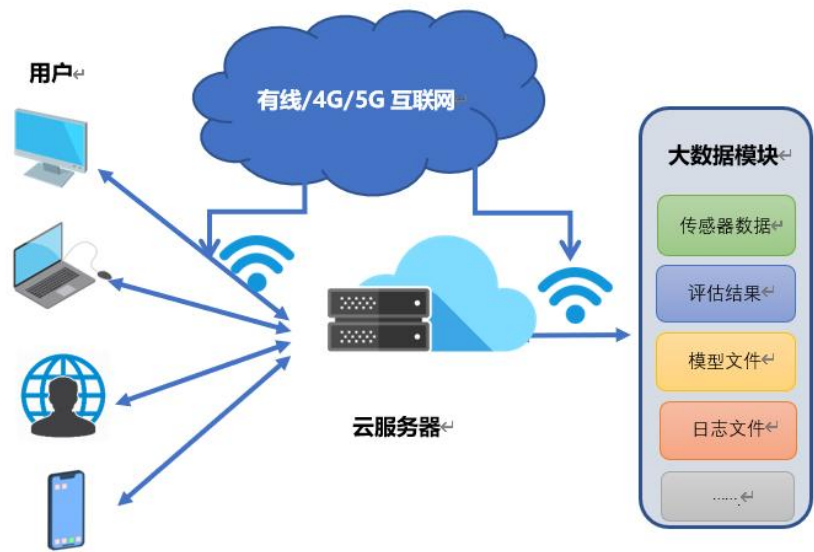 用户
有线/4G/5G 互联网
大数据模块
传感器数据
评估结果
模型文件
日志文件
……
云服务器